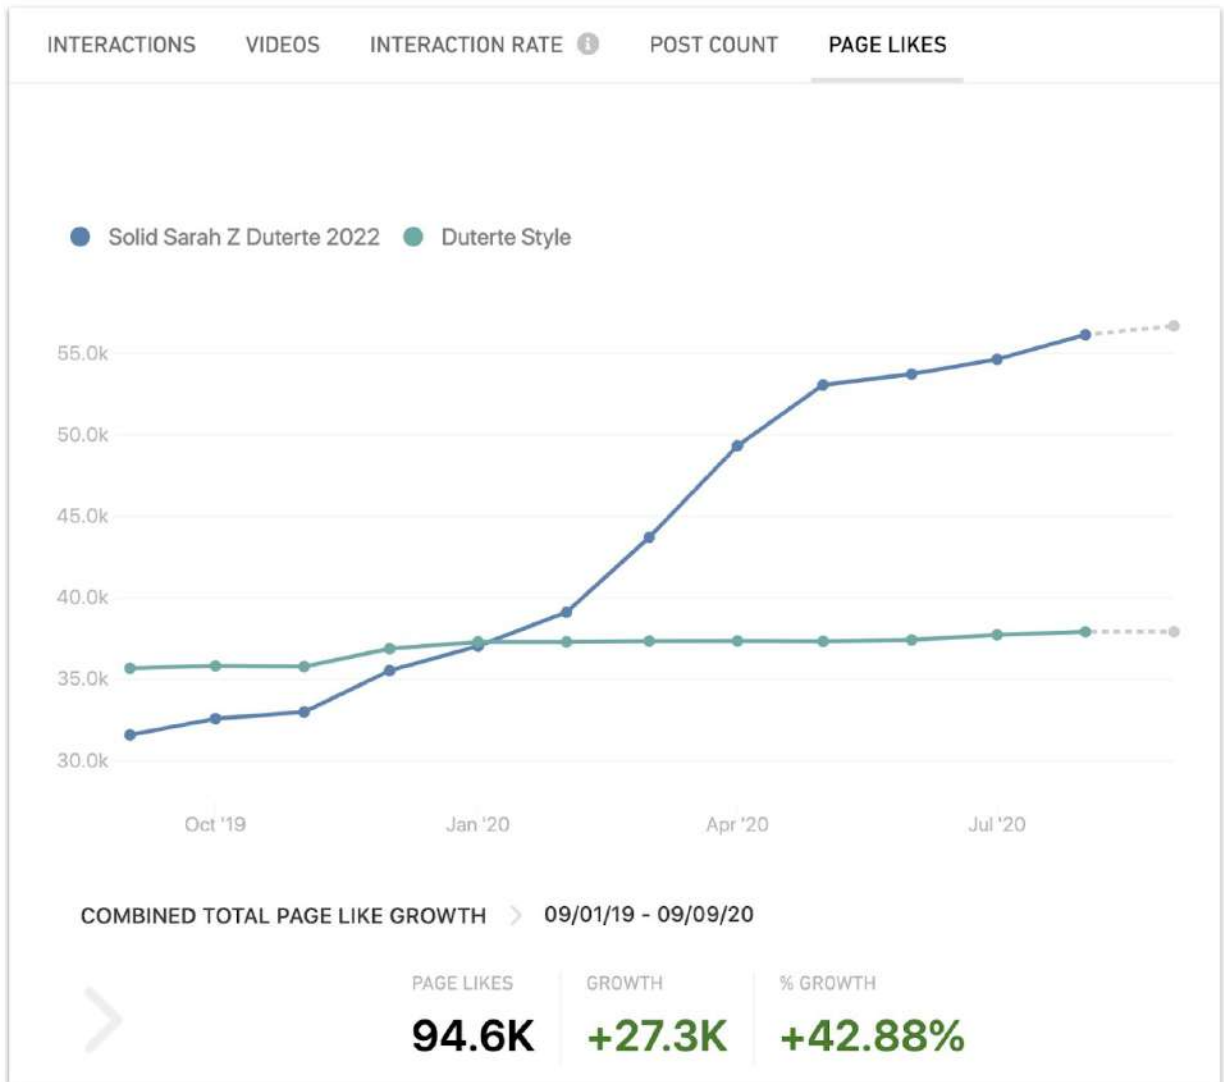 INTERACTIONS VIDEOS INTERACTION RATE i POST COUNT PAGE LIKES
Solid Sarah Z Duterte 2022 Duterte Style
55.0k
50.0k
45.0k
40.0k
35.0k
30.0k
Oct '19 Jan '20 Apr '20 Jul '20
COMBINED TOTAL PAGE LIKE GROWTH > 09/01/19 - 09/09/20
PAGE LIKES GROWTH % GROWTH
94.6K +27.3K +42.88%